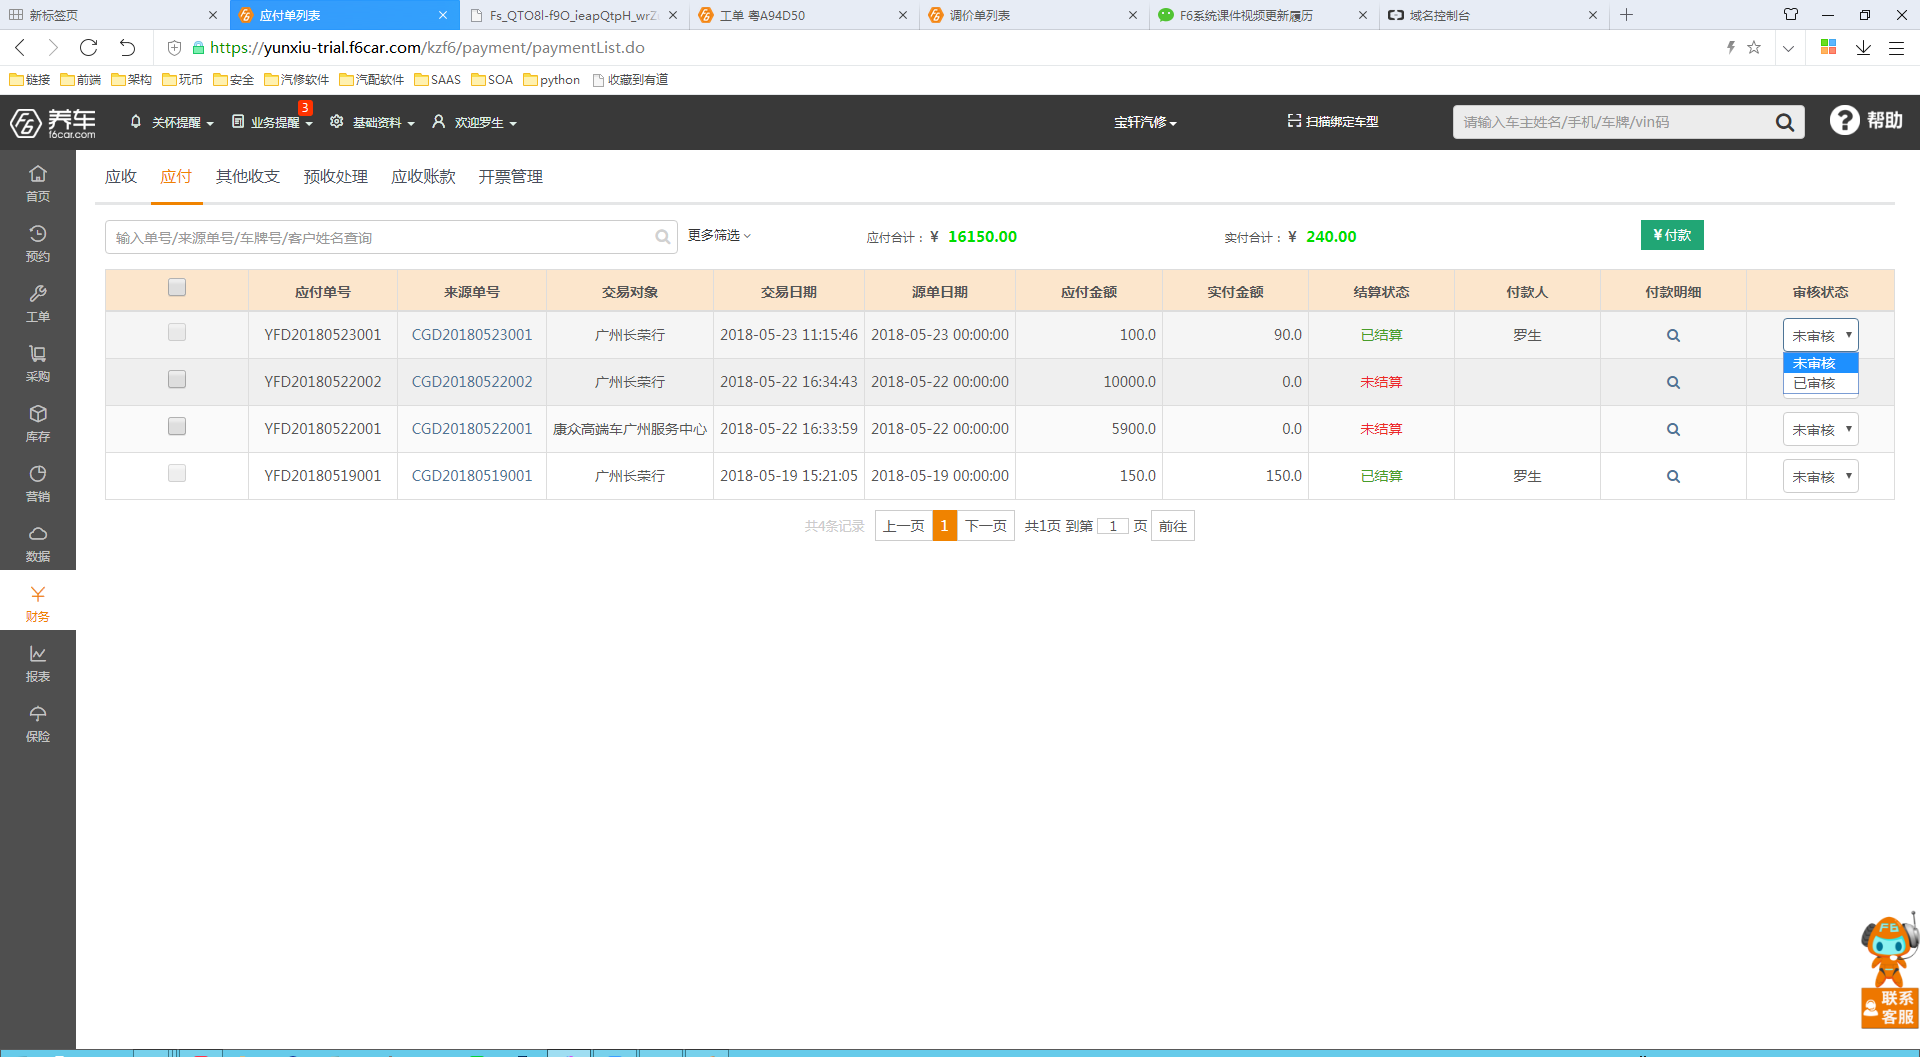 新标签页
应付单列表
Fs_QTO8l-f9O_ieapQtpH_wrZ
工单 粤A94D50
调价单列表
F6系统课件视频更新履历
域名控制台
https://yunxiu-trial.f6car.com/kzf6/payment/paymentList.do
链接 前端 架构 玩币 安全 汽修软件 汽配软件 SAAS SOA python 收藏到有道
养车 f6car.com
关怀提醒 业务提醒 3 基础资料 欢迎罗生 宝轩汽修 扫描绑定车型 请输入车主姓名/手机/车牌/vin码 帮助
首页
预约
工单
采购
库存
营销
数据
财务
报表
保险
应收 应付 其他收支 预收处理 应收账款 开票管理
输入单号/来源单号/车牌号/客户姓名查询 更多筛选 应付合计：¥ 16150.00 实付合计：¥ 240.00 ¥付款
应付单号 来源单号 交易对象 交易日期 源单日期 应付金额 实付金额 结算状态 付款人 付款明细 审核状态
YFD20180523001 CGD20180523001 广州长荣行 2018-05-23 11:15:46 2018-05-23 00:00:00 100.0 90.0 已结算 罗生 未审核
未审核
已审核
YFD20180522002 CGD20180522002 广州长荣行 2018-05-22 16:34:43 2018-05-22 00:00:00 10000.0 0.0 未结算
YFD20180522001 CGD20180522001 康众高端车广州服务中心 2018-05-22 16:33:59 2018-05-22 00:00:00 5900.0 0.0 未结算 未审核
YFD20180519001 CGD20180519001 广州长荣行 2018-05-19 15:21:05 2018-05-19 00:00:00 150.0 150.0 已结算 罗生 未审核
共4条记录 上一页 1 下一页 共1页 到第 1 页 前往
F6
联系
客服